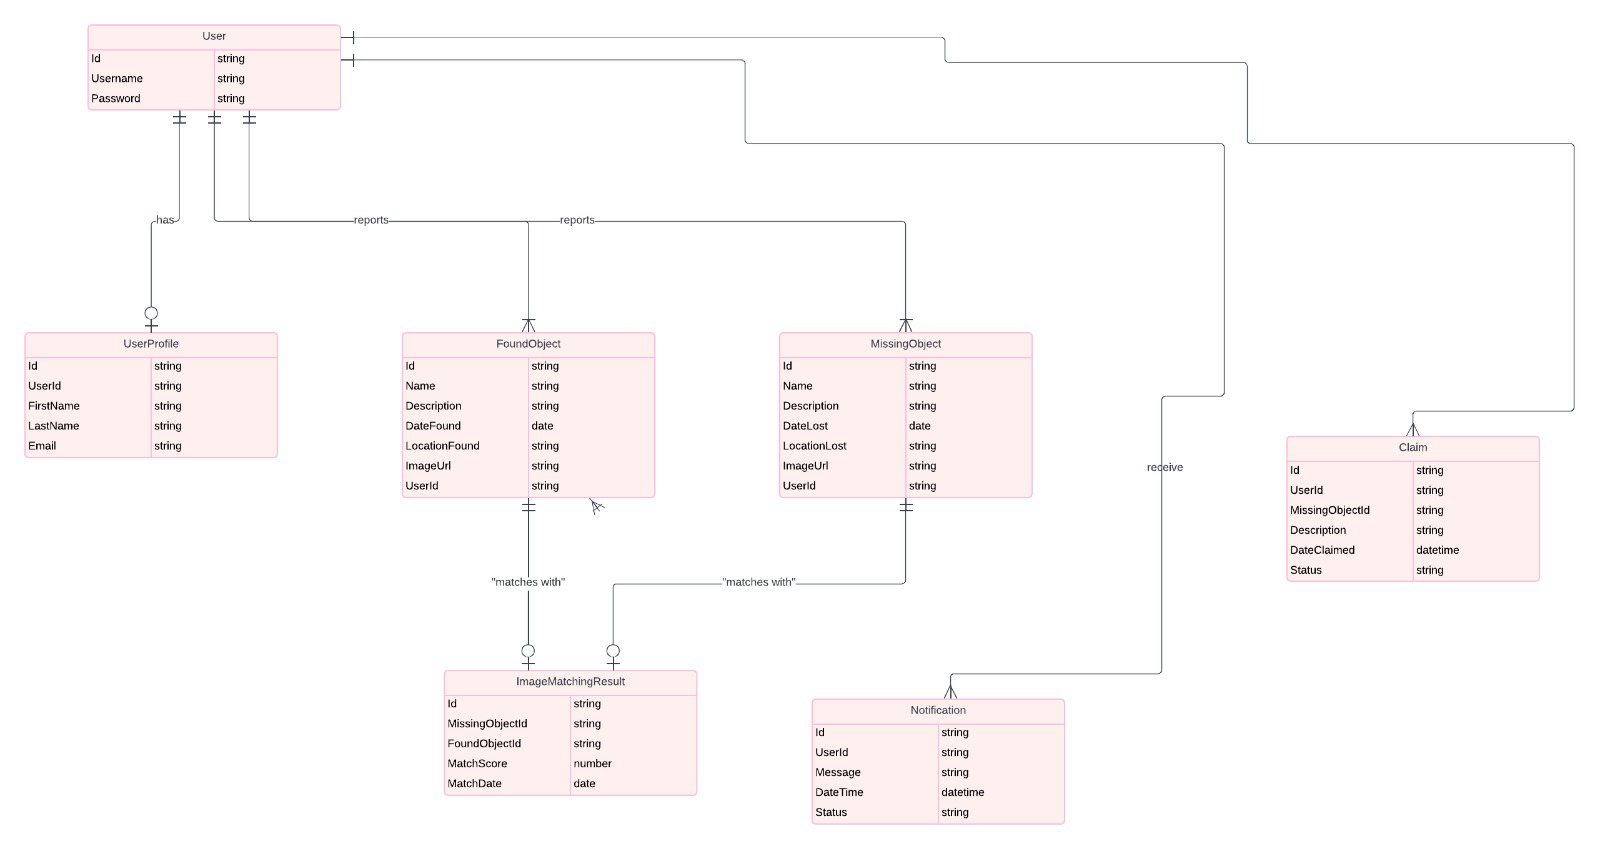 User
Id string
Username string
Password string
has
reports
reports
UserProfile
Id string
UserId string
FirstName string
LastName string
Email string
FoundObject
Id string
Name string
Description string
DateFound date
LocationFound string
ImageUrl string
UserId string
MissingObject
Id string
Name string
Description string
DateLost date
LocationLost string
ImageUrl string
UserId string
receive
Claim
Id string
UserId string
MissingObjectId string
Description string
DateClaimed datetime
Status string
"matches with"
"matches with"
ImageMatchingResult
Id string
MissingObjectId string
FoundObjectId string
MatchScore number
MatchDate date
Notification
Id string
UserId string
Message string
DateTime datetime
Status string